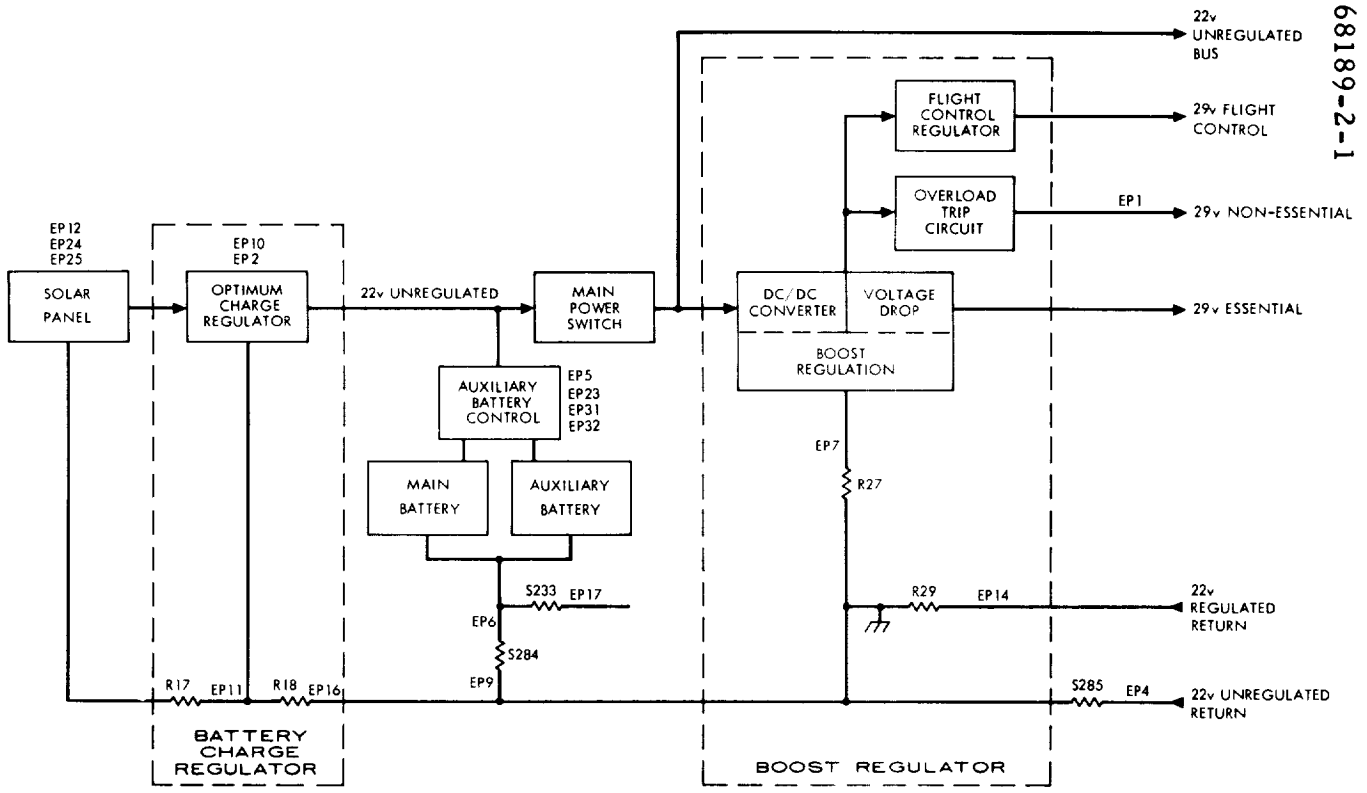 68189-2-1
22v
UNREGULATED
BUS
FLIGHT
CONTROL
REGULATOR
29v FLIGHT
CONTROL
OVERLOAD
TRIP
CIRCUIT
EP1
29v NON-ESSENTIAL
EP12
EP24
EP25
SOLAR
PANEL
EP10
EP2
OPTIMUM
CHARGE
REGULATOR
22v UNREGULATED
MAIN
POWER
SWITCH
DC/DC
CONVERTER
VOLTAGE
DROP
BOOST
REGULATION
29v ESSENTIAL
AUXILIARY
BATTERY
CONTROL
EP5
EP23
EP31
EP32
MAIN
BATTERY
AUXILIARY
BATTERY
EP7
R27
S233
EP17
EP6
S284
EP9
R29
EP14
22v
REGULATED
RETURN
R17
EP11
R18
EP16
S285
EP4
22v UNREGULATED
RETURN
BATTERY
CHARGE
REGULATOR
BOOST REGULATOR